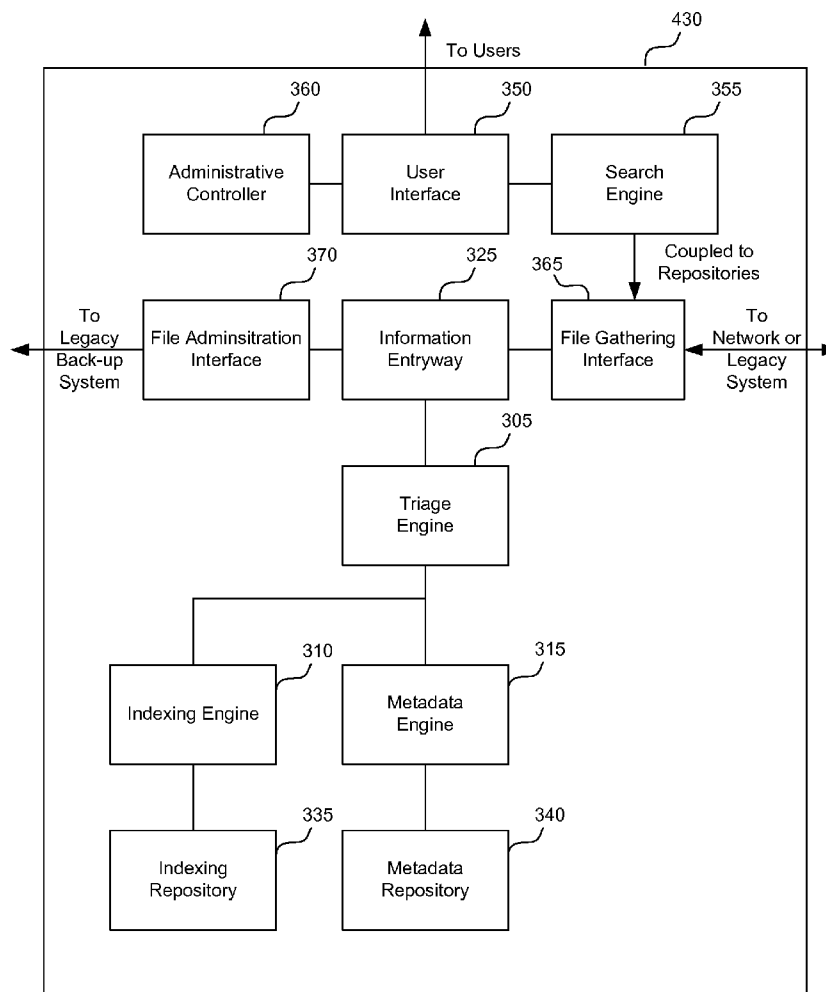 To Users
430
360
350
355
Administrative
Controller
User
Interface
Search
Engine
Coupled to
Repositories
370
325
365
To
Legacy
Back-up
System
File Adminsitration
Interface
Information
Entryway
File Gathering
Interface
To
Network or
Legacy
System
305
Triage
Engine
310
315
Indexing Engine
Metadata
Engine
335
340
Indexing
Repository
Metadata
Repository